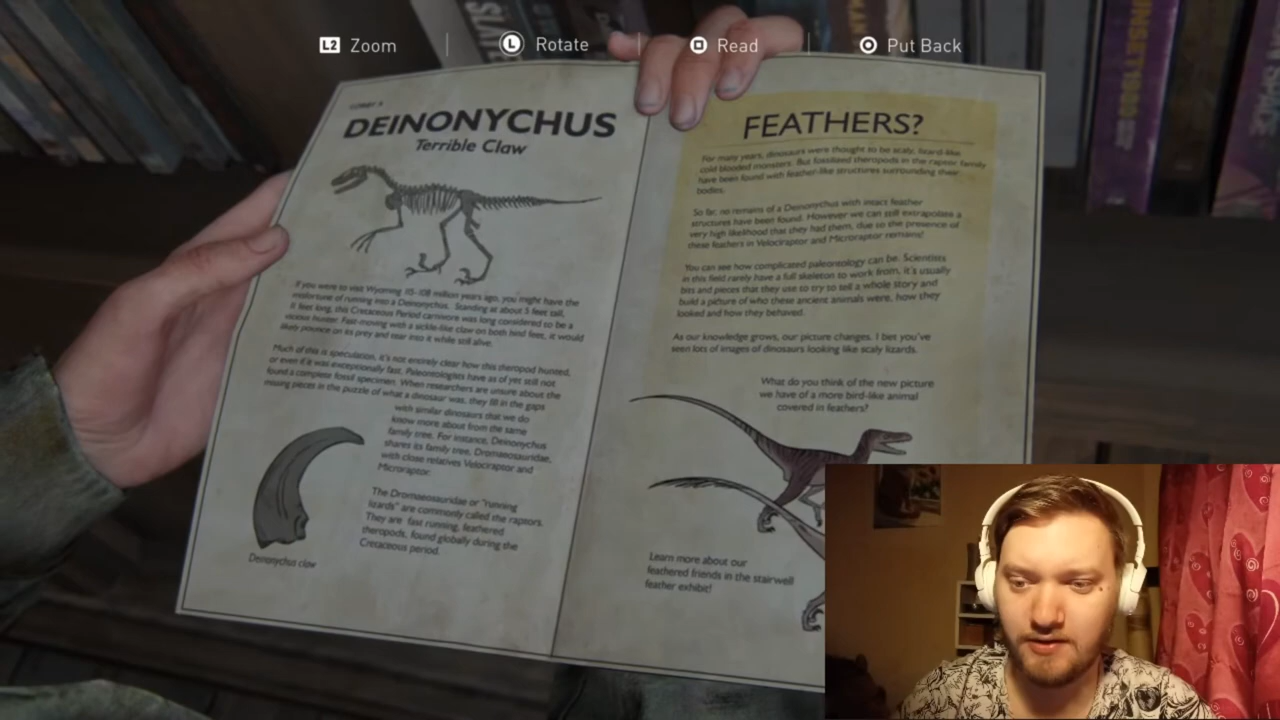 L2 Zoom
L Rotate
Read
Put Back
DEINONYCHUS
Terrible Claw
If you were to visit Wyoming 115-108 million years ago, you might have the
misfortune of running into a Deinonychus. Standing at about 5 feet tall,
11 feet long, this Cretaceous Period carnivore was long considered to be a
vicious hunter. Fast-moving with a sickle-like claw on both hind feet, it would
likely pounce on its prey and tear into it while still alive.
Much of this is speculation, it's not entirely clear how this theropod hunted,
or even if it was exceptionally fast. Paleontologists have as of yet still not
found a complete fossil specimen. When researchers are unsure about the
missing pieces in the puzzle of what a dinosaur was, they fill in the gaps
with similar dinosaurs that we do
know more about from the same
family tree. For instance, Deinonychus
shares its family tree, Dromaeosauridae,
with close relatives Velociraptor and
Microraptor.
The Dromaeosauridae or "running
lizards" are commonly called the raptors.
They are fast running, feathered
theropods, found globally during the
Cretaceous period.
Deinonychus claw
FEATHERS?
For many years, dinosaurs were thought to be scaly, lizard-like
cold blooded monsters. But fossilised theropods in the raptor family
have been found with feather-like structures surrounding their
bodies.
So far, no remains of a Deinonychus with intact feather
structures have been found. However we can still extrapolate a
very high likelihood that they had them, due to the presence of
these feathers in Velociraptor and Microraptor remains!
You can see how complicated paleoreology can be. Scientists
in this field rarely have a full skeleton to work from, it's usually
bits and pieces that they use to try to tell a whole story and
build a picture of who these ancient animals were, how they
looked and how they behaved.
As our knowledge grows, our picture changes. I bet you've
seen lots of images of dinosaurs looking like scaly lizards.
What do you think of the new picture
we have of a more bird-like animal
covered in feathers?
Learn more about our
feathered friends in the stairwell
feather exhibit!